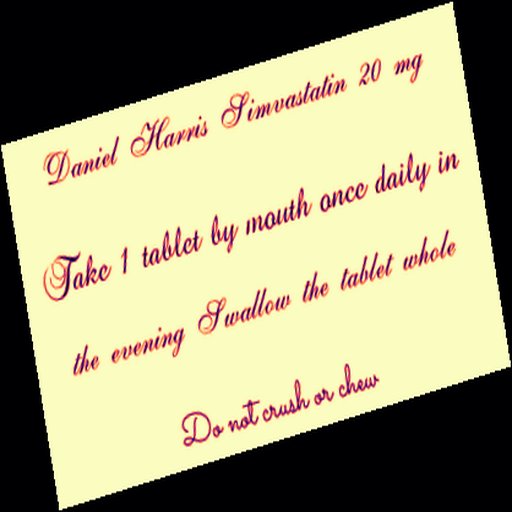 Daniel Harris Simvastatin 20 mg
Take 1 tablet by mouth once daily in
the evening Swallow the tablet whole
Do not crush or chew